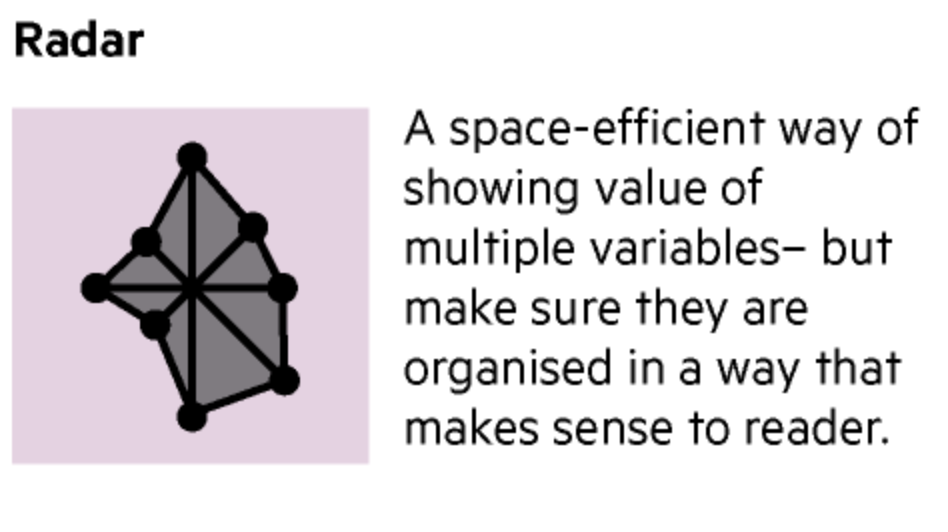 Radar
A space-efficient way of
showing value of
multiple variables– but
make sure they are
organised in a way that
makes sense to reader.